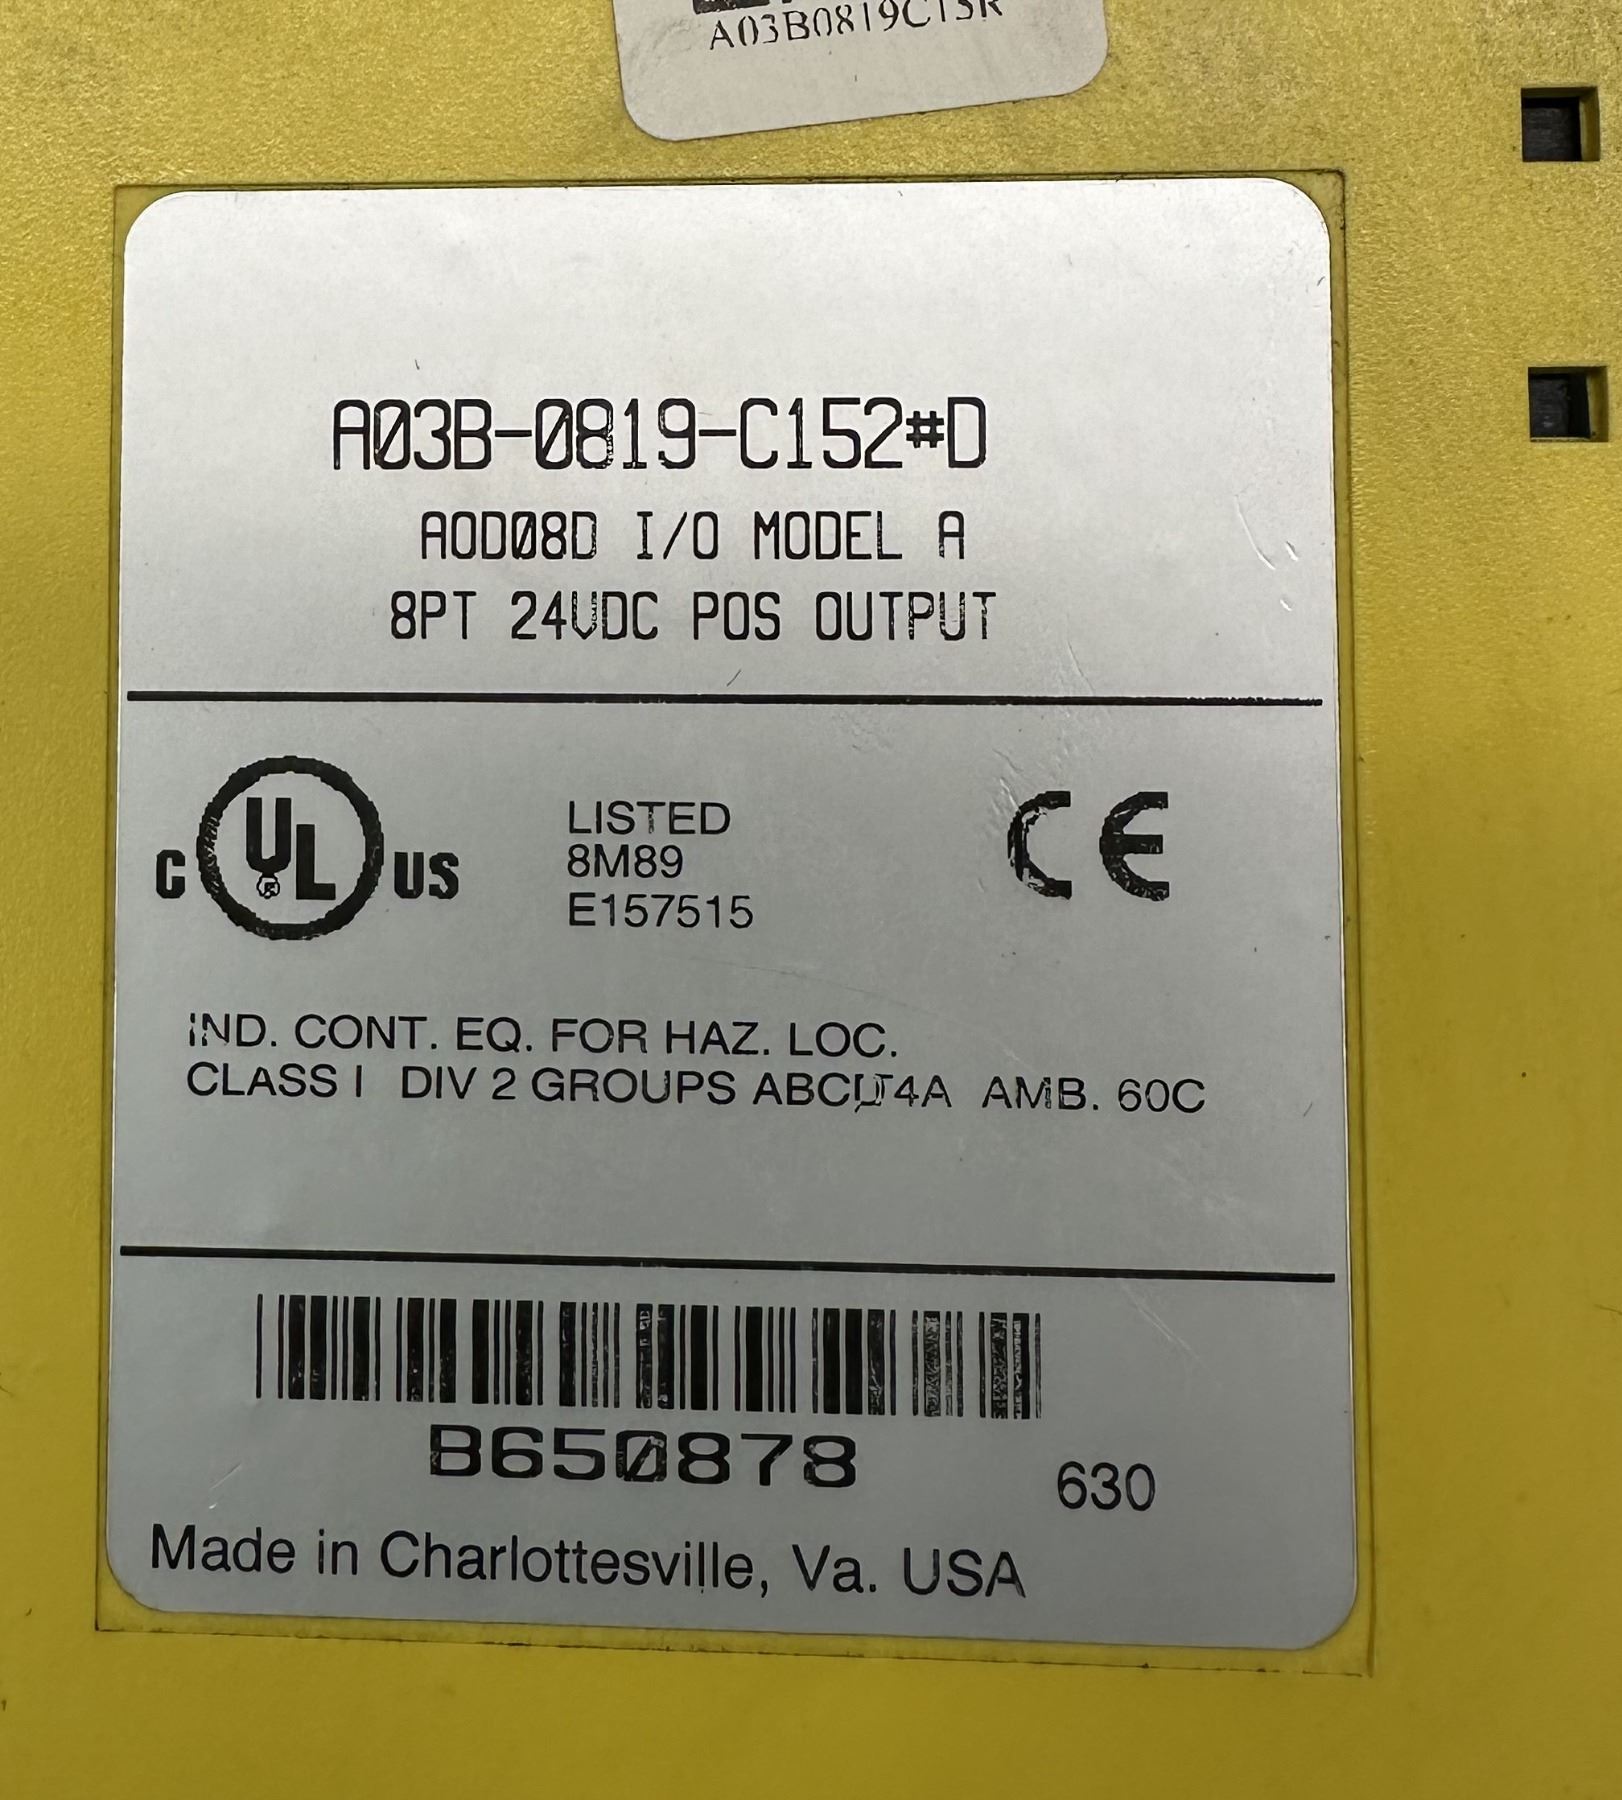 A03B0819C15R
A03B-0819-C152#D
AOD08D I/O MODEL A
8PT 24VDC POS OUTPUT
C UL US
LISTED
8M89
E157515
CE
IND. CONT. EQ. FOR HAZ. LOC.
CLASS I DIV 2 GROUPS ABCD T4A AMB. 60C
B650878
630
Made in Charlottesville, Va. USA